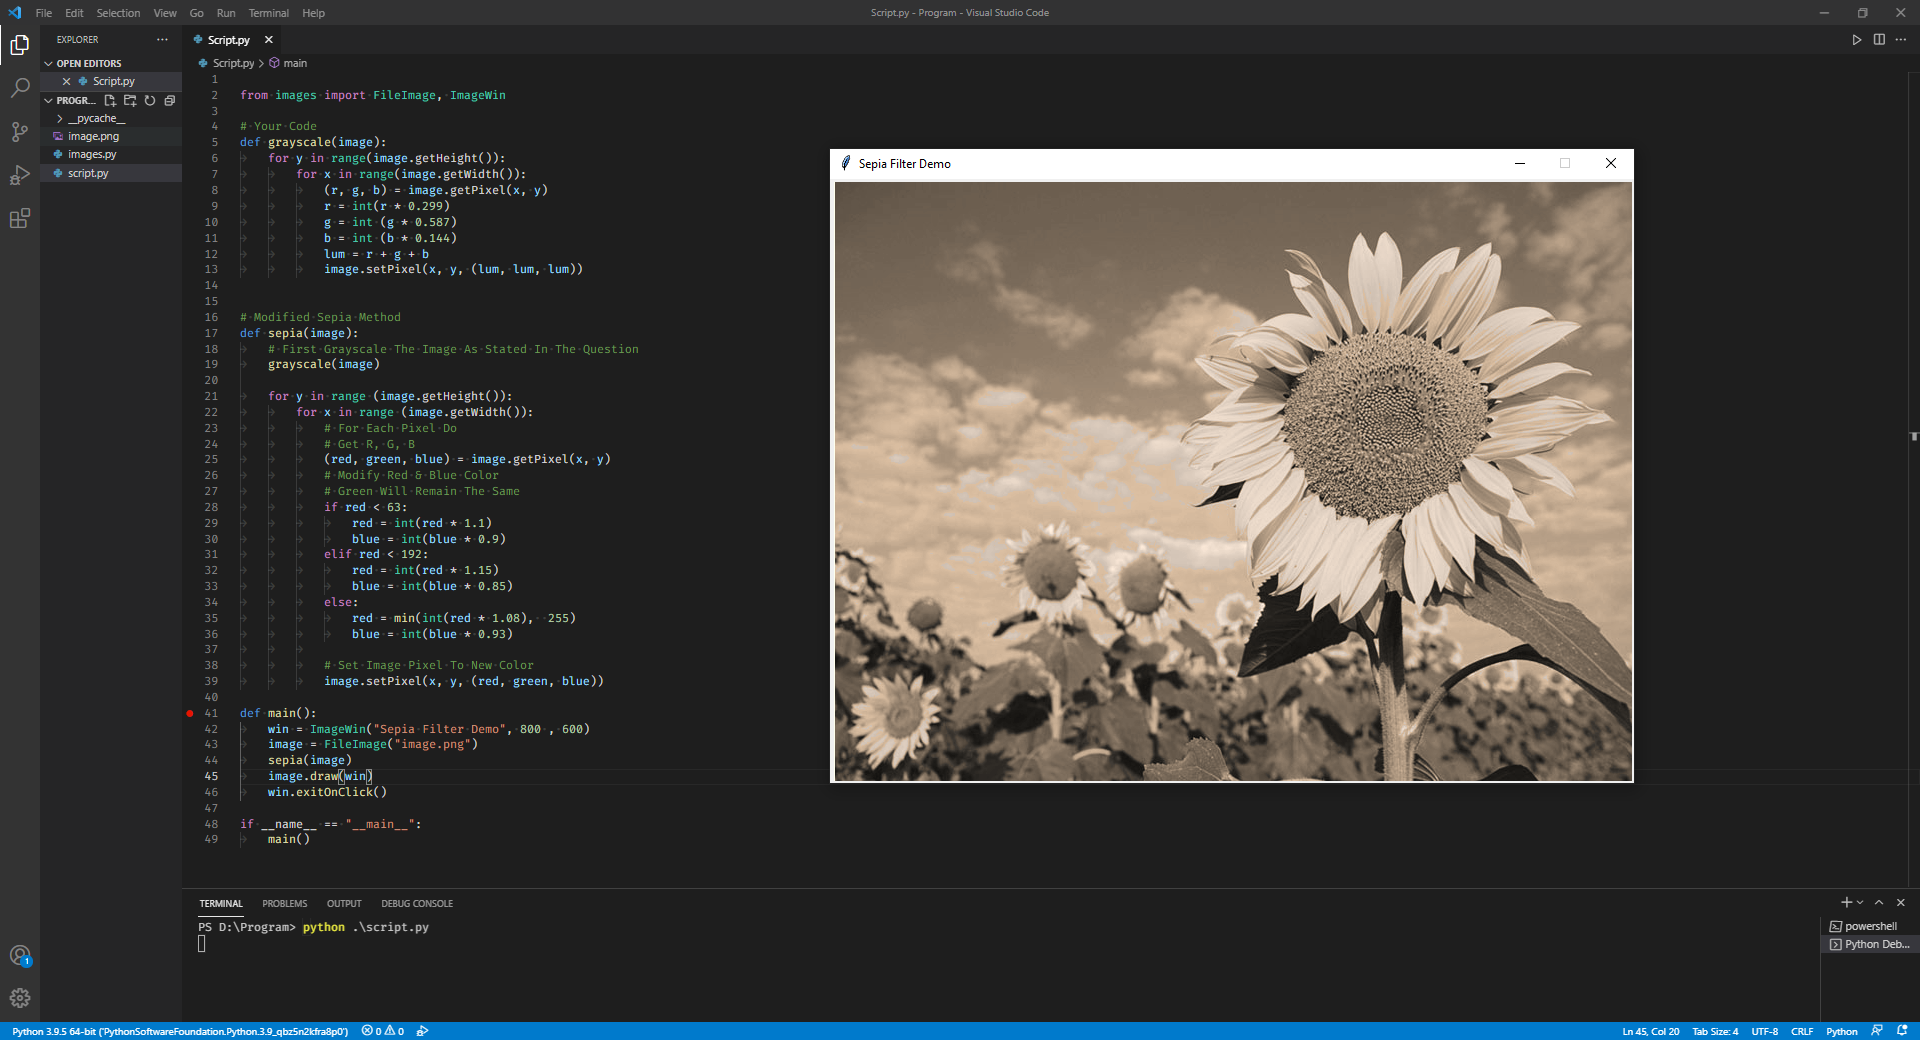 File Edit Selection View Go Run Terminal Help
Script.py - Program - Visual Studio Code
EXPLORER
OPEN EDITORS
Script.py
PROGR...
__pycache__
image.png
images.py
script.py
Script.py
Script.py > main
1
2 from images import FileImage, ImageWin
3
4 # Your Code
5 def grayscale(image):
6 for y in range(image.getHeight()):
7 for x in range(image.getWidth()):
8 (r, g, b) = image.getPixel(x, y)
9 r = int(r * 0.299)
10 g = int (g * 0.587)
11 b = int (b * 0.144)
12 lum = r + g + b
13 image.setPixel(x, y, (lum, lum, lum))
14
15
16 # Modified Sepia Method
17 def sepia(image):
18 # First Grayscale The Image As Stated In The Question
19 grayscale(image)
20
21 for y in range (image.getHeight()):
22 for x in range (image.getWidth()):
23 # For Each Pixel Do
24 # Get R, G, B
25 (red, green, blue) = image.getPixel(x, y)
26 # Modify Red & Blue Color
27 # Green Will Remain The Same
28 if red < 63:
29 red = int(red * 1.1)
30 blue = int(blue * 0.9)
31 elif red < 192:
32 red = int(red * 1.15)
33 blue = int(blue * 0.85)
34 else:
35 red = min(int(red * 1.08), 255)
36 blue = int(blue * 0.93)
37
38 # Set Image Pixel To New Color
39 image.setPixel(x, y, (red, green, blue))
40
41 def main():
42 win = ImageWin("Sepia Filter Demo", 800 , 600)
43 image = FileImage("image.png")
44 sepia(image)
45 image.draw(win)
46 win.exitOnClick()
47
48 if __name__ == "__main__":
49 main()
Sepia Filter Demo
TERMINAL PROBLEMS OUTPUT DEBUG CONSOLE
PS D:\Program> python .\script.py
powershell
Python Deb...
1
Python 3.9.5 64-bit ('PythonSoftwareFoundation.Python.3.9_qbz5n2kfra8p0') 0 0
Ln 45, Col 20 Tab Size: 4 UTF-8 CRLF Python